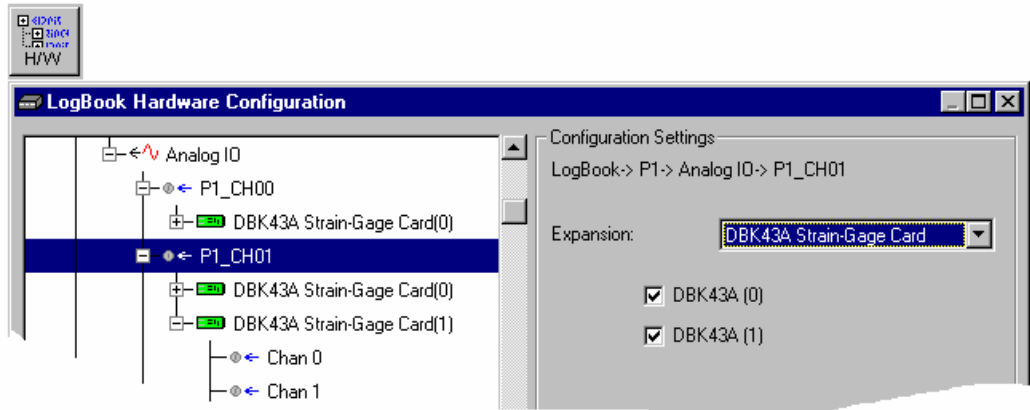 H/W
LogBook Hardware Configuration
Analog IO
P1_CH00
DBK43A Strain-Gage Card(0)
P1_CH01
DBK43A Strain-Gage Card(0)
DBK43A Strain-Gage Card(1)
Chan 0
Chan 1
Configuration Settings
LogBook-> P1-> Analog IO-> P1_CH01
Expansion: DBK43A Strain-Gage Card
DBK43A (0)
DBK43A (1)